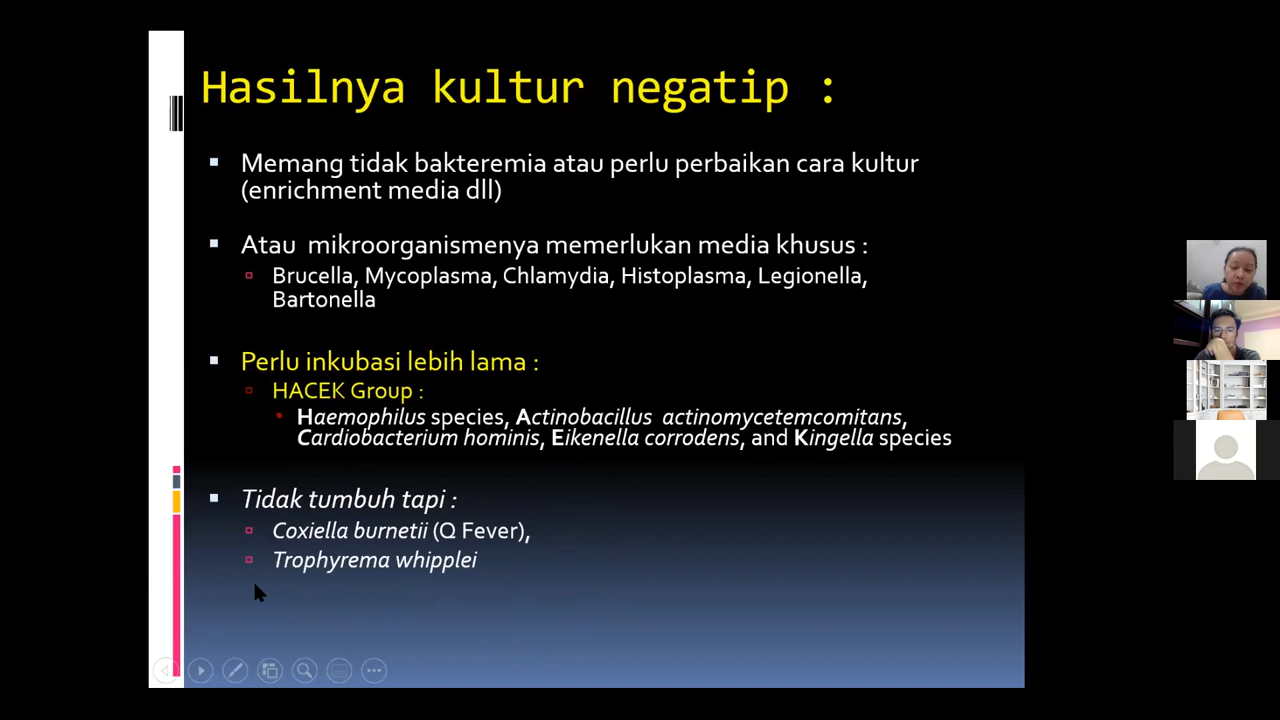 Hasilnya kultur negatip :
Memang tidak bakteremia atau perlu perbaikan cara kultur
(enrichment media dll)
Atau mikroorganismenya memerlukan media khusus :
Brucella, Mycoplasma, Chlamydia, Histoplasma, Legionella,
Bartonella
Perlu inkubasi lebih lama :
HACEK Group :
Haemophilus species, Actinobacillus actinomycetemcomitans,
Cardiobacterium hominis, Eikenella corrodens, and Kingella species
Tidak tumbuh tapi :
Coxiella burnetii (Q Fever),
Trophyrema whipplei